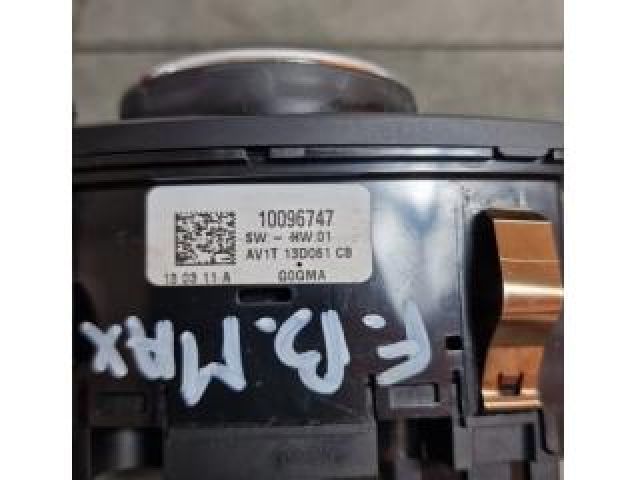 10096747
SW - HW 01
AV1T 13D061 CB
13 03 11 A G0GMA
F.B.MAX